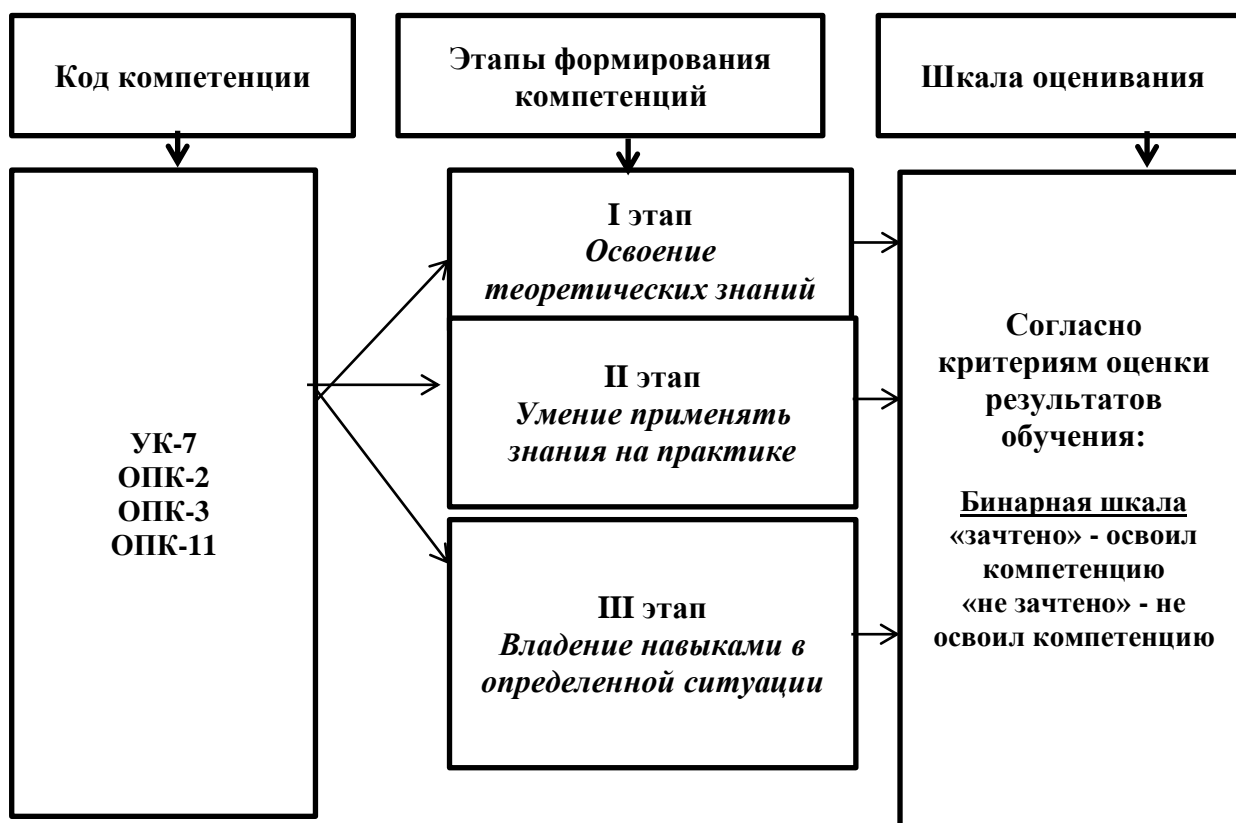 Код компетенции
Этапы формирования
компетенций
Шкала оценивания
УК-7
ОПК-2
ОПК-3
ОПК-11
I этап
Освоение
теоретических знаний
II этап
Умение применять
знания на практике
III этап
Владение навыками в
определенной ситуации
Согласно
критериям оценки
результатов
обучения:
Бинарная шкала
«зачтено» - освоил
компетенцию
«не зачтено» - не
освоил компетенцию